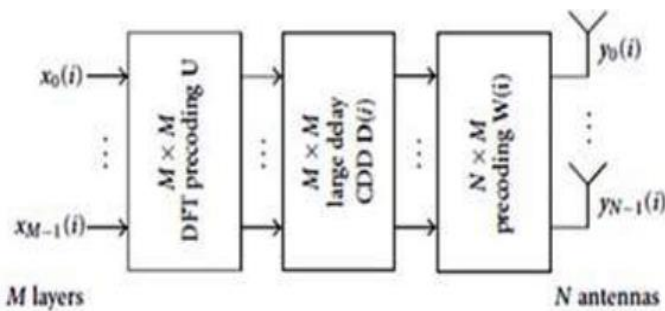 x₀(i)
⋮
x_{M−1}(i)
M × M
DFT precoding U
⋮
M × M
large delay
CDD D(i)
⋮
N × M
precoding W(i)
y₀(i)
⋮
y_{N−1}(i)
M layers
N antennas